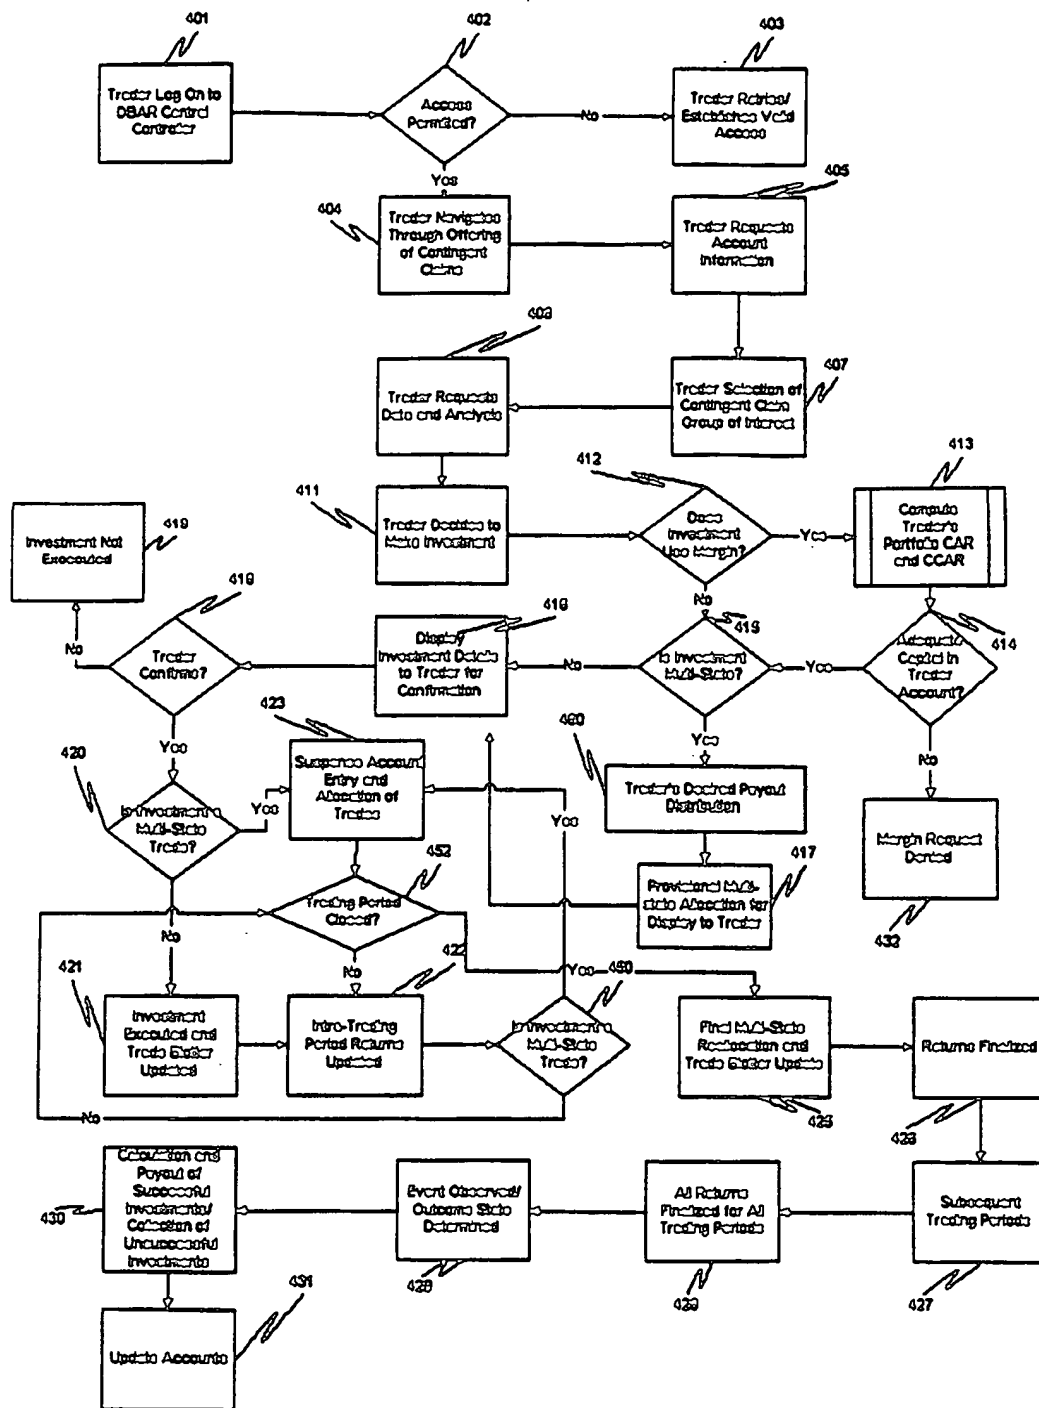 401
402
403
Trader Log On to
DBAR Control
Controller
Access
Permitted?
No
Trader Retries/
Establishes Valid
Access
Yes
404
405
Trader Navigates
Through Offering
of Contingent
Claims
Trader Requests
Account
Information
407
Trader Requests
Data and Analysis
Trader Selection of
Contingent Claim
Group of Interest
411
412
413
Trader Decides to
Make Investment
Does
Investment
Use Margin?
Yes
Compute
Trader's
Portfolio CAR
and CCAR
No
414
Adequate
Capital in
Trader
Account?
Yes
No
Is Investment
Multi-State?
No
Yes
Display
Investment Details
to Trader for
Confirmation
Investment Not
Executed
No
Trader
Confirms?
Yes
420
423
Is Investment a
Multi-State
Trade?
Yes
No
Suspense Account
Entry and
Allocation of
Trades
Trader's Desired Payout
Distribution
417
Provisional Multi-
state Allocation for
Display to Trader
Margin Request
Denied
452
Trading Period
Closed?
No
Yes
421
Investment
Executed and
Trade Blotter
Updated
Intra-Trading
Period Returns
Updated
Is Investment a
Multi-State
Trade?
Yes
No
Final Multi-State
Reallocation and
Trade Blotter Update
Returns Finalized
Subsequent
Trading Periods
427
All Returns
Finalized for All
Trading Periods
Event Observed/
Outcome State
Determined
430
Calculation and
Payout of
Successful
Investments/
Collection of
Unsuccessful
Investments
431
Update Accounts